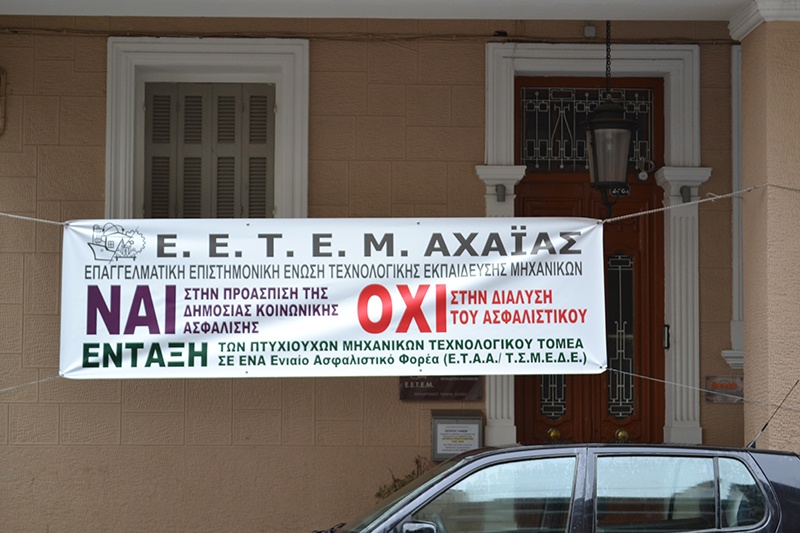 Ε. Ε. Τ. Ε. Μ. ΑΧΑΪΑΣ
ΕΠΑΓΓΕΛΜΑΤΙΚΗ ΕΠΙΣΤΗΜΟΝΙΚΗ ΕΝΩΣΗ ΤΕΧΝΟΛΟΓΙΚΗΣ ΕΚΠΑΙΔΕΥΣΗΣ ΜΗΧΑΝΙΚΩΝ
ΝΑΙ ΣΤΗΝ ΠΡΟΑΣΠΙΣΗ ΤΗΣ
ΔΗΜΟΣΙΑΣ ΚΟΙΝΩΝΙΚΗΣ
ΑΣΦΑΛΙΣΗΣ
ΟΧΙ ΣΤΗΝ ΔΙΑΛΥΣΗ
ΤΟΥ ΑΣΦΑΛΙΣΤΙΚΟΥ
ΕΝΤΑΞΗ ΤΩΝ ΠΤΥΧΙΟΥΧΩΝ ΜΗΧΑΝΙΚΩΝ ΤΕΧΝΟΛΟΓΙΚΟΥ ΤΟΜΕΑ
ΣΕ ΕΝΑ Ενιαίο Ασφαλιστικό Φορέα (Ε.Τ.Α.Α./ Τ.Σ.Μ.Ε.Δ.Ε.)
Ε.Ε.Τ.Ε.Μ.